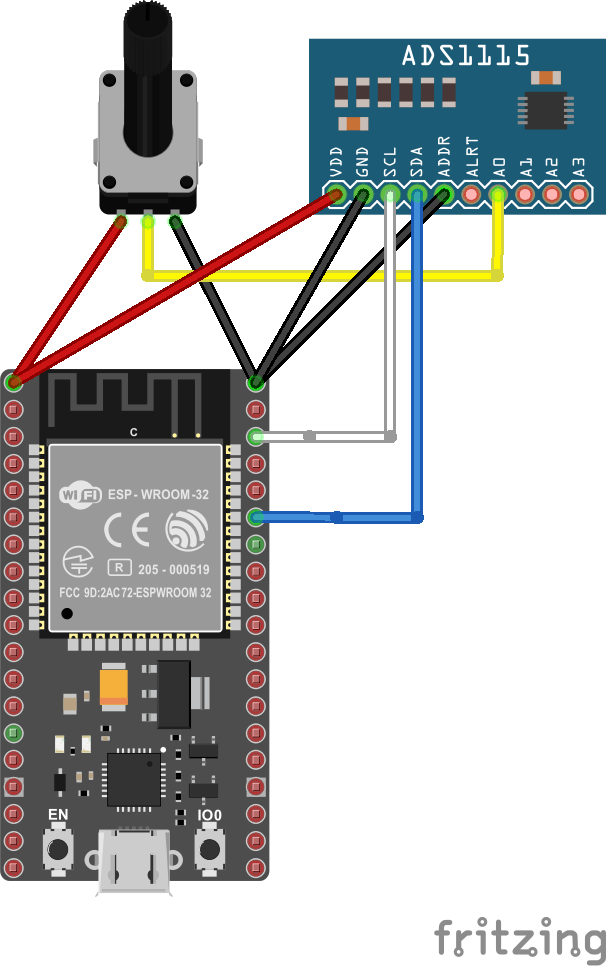 ADS1115
VDD
GND
SCL
SDA
ADDR
ALRT
A0
A1
A2
A3
C
Wi Fi ESP - WROOM - 32
CE
R 205 - 000519
FCC 9D:2AC72-ESPWROOM 32
EN
IO0
fritzing